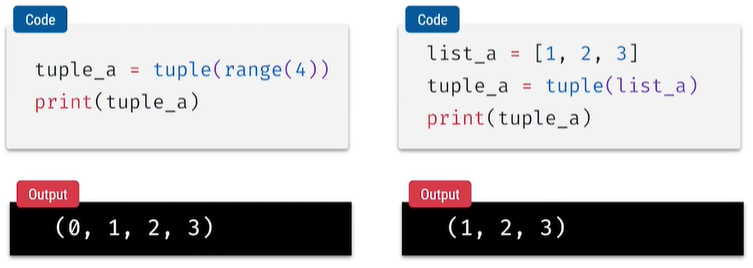 Code
tuple_a = tuple(range(4))
print(tuple_a)
Output
(0, 1, 2, 3)
Code
list_a = [1, 2, 3]
tuple_a = tuple(list_a)
print(tuple_a)
Output
(1, 2, 3)